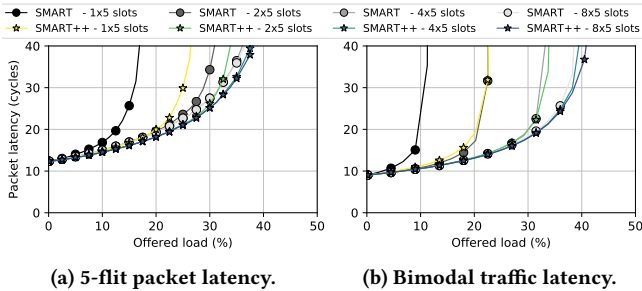 SMART - 1x5 slots SMART - 2x5 slots SMART - 4x5 slots SMART - 8x5 slots
SMART++ - 1x5 slots SMART++ - 2x5 slots SMART++ - 4x5 slots SMART++ - 8x5 slots
40
30
20
10
0
Packet latency (cycles)
0 10 20 30 40 50
Offered load (%)
40
30
20
10
0
0 10 20 30 40 50
Offered load (%)
(a) 5-flit packet latency.
(b) Bimodal traffic latency.